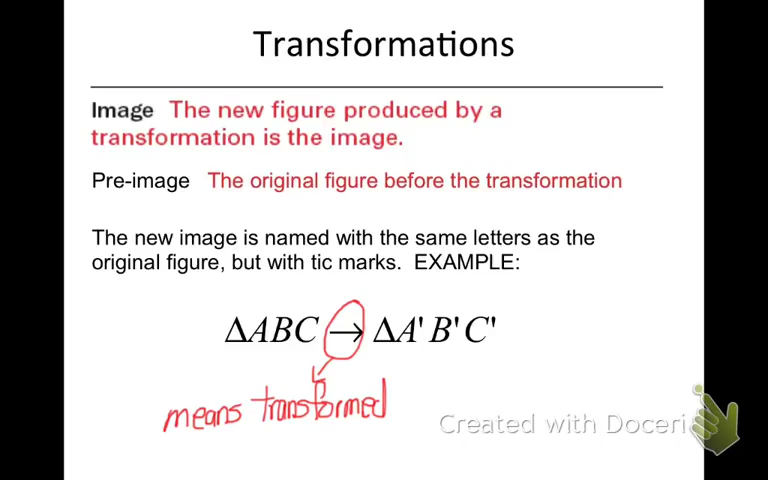 Transformations
Image The new figure produced by a
transformation is the image.
Pre-image The original figure before the transformation
The new image is named with the same letters as the
original figure, but with tic marks. EXAMPLE:
ΔABC → ΔA'B'C'
means transformed
Created with Doceri